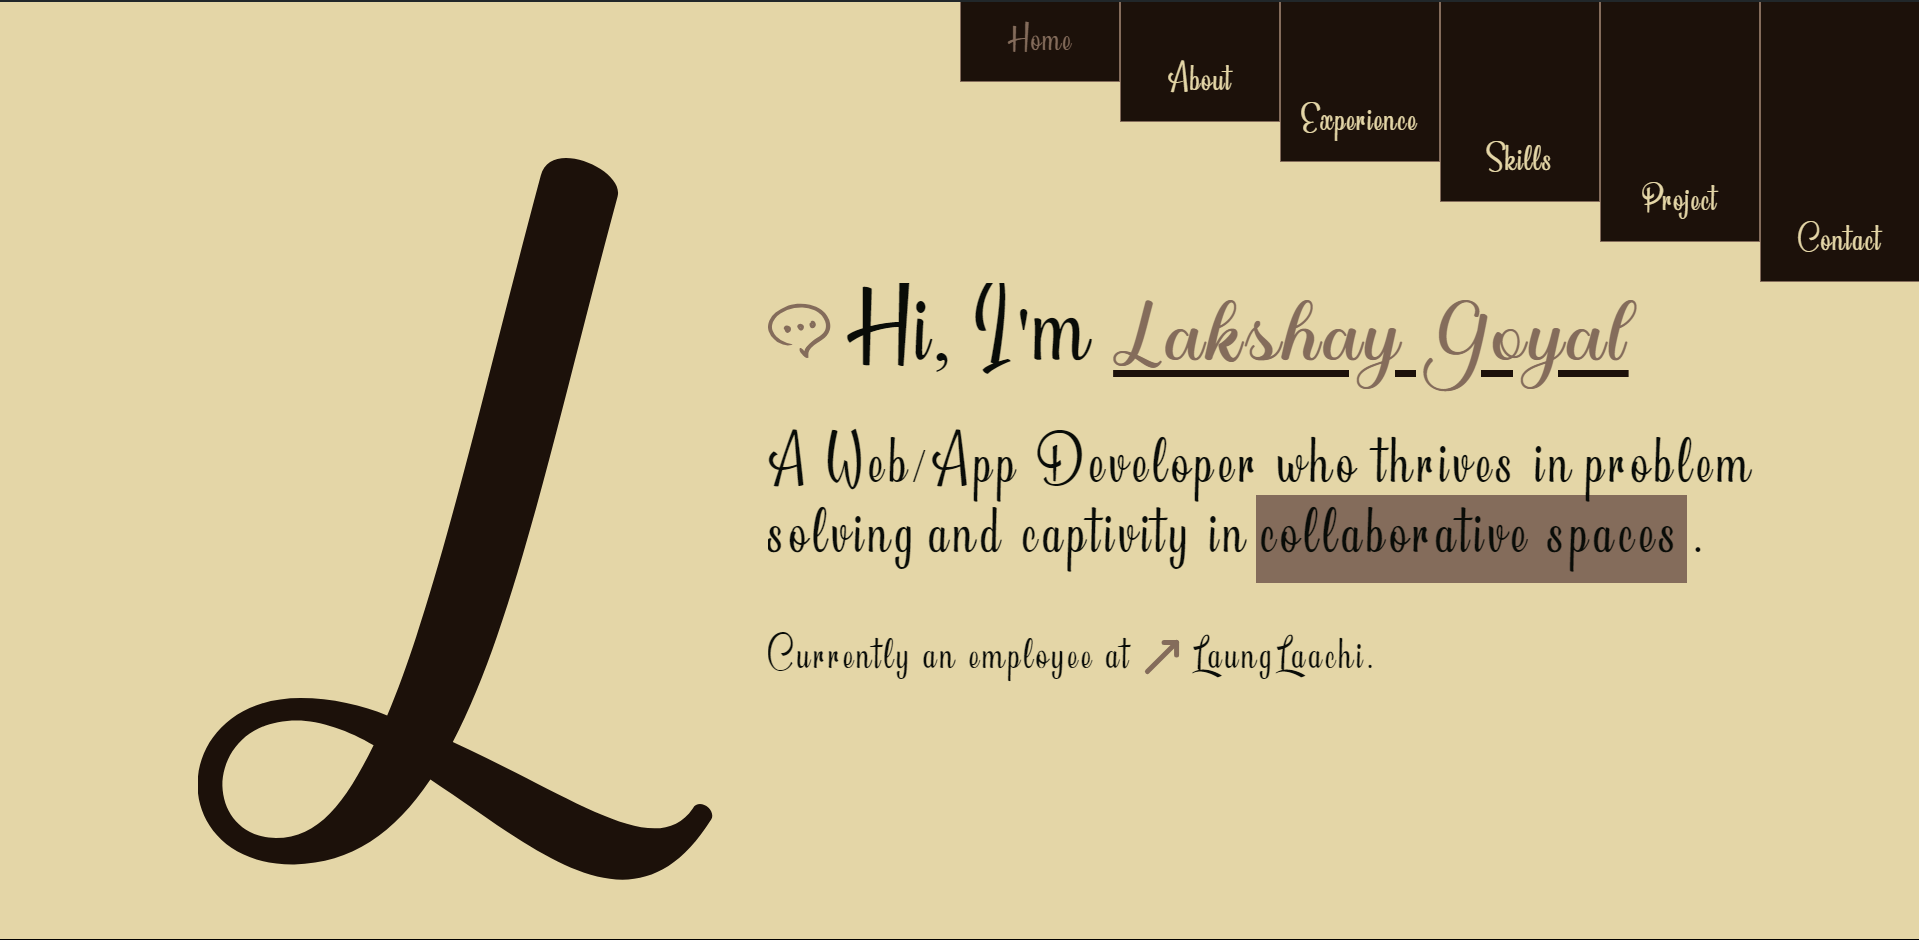 Home
About
Experience
Skills
Project
Contact
L
Hi, I'm Lakshay Goyal
A Web/App Developer who thrives in problem
solving and captivity in collaborative spaces .
Currently an employee at LaungLaachi.